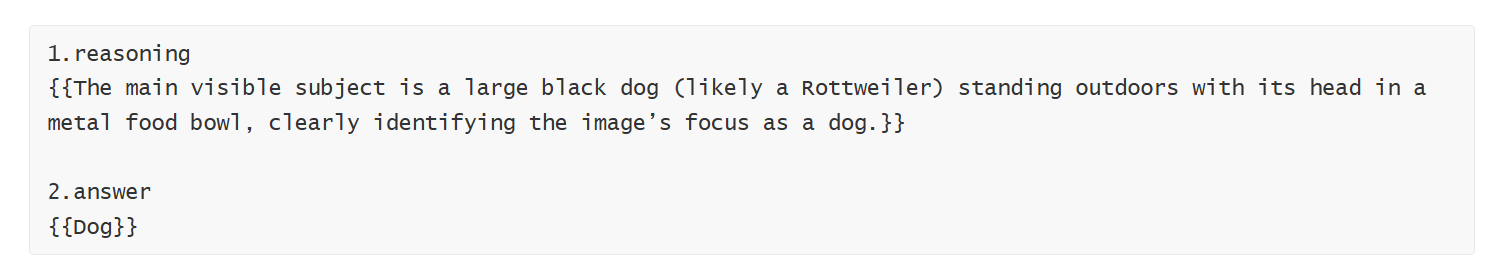 1.reasoning
{{The main visible subject is a large black dog (likely a Rottweiler) standing outdoors with its head in a
metal food bowl, clearly identifying the image’s focus as a dog.}}
2.answer
{{Dog}}